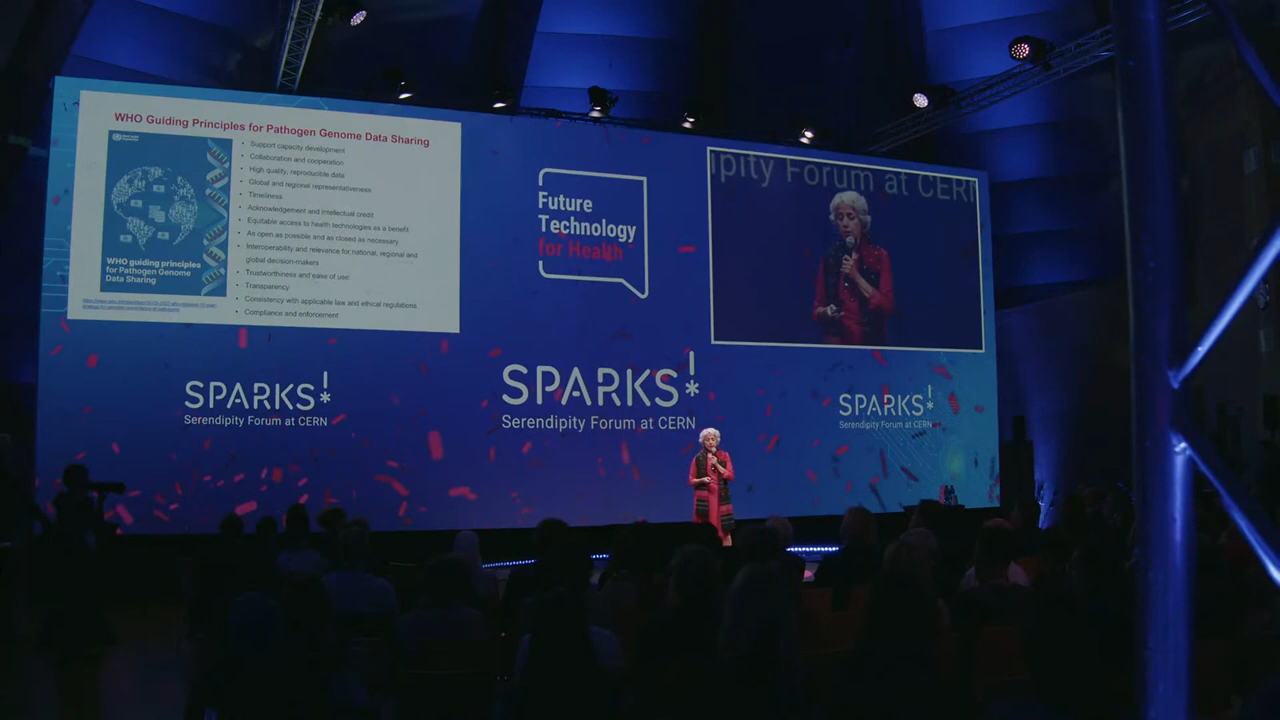 WHO Guiding Principles for Pathogen Genome Data Sharing
WHO guiding principles
for Pathogen Genome
Data Sharing
• Support capacity development
• Collaboration and cooperation
• High quality, reproducible data
• Global and regional representativeness
• Timeliness
• Acknowledgement and intellectual credit
• Equitable access to health technologies as a benefit
• As open as possible and as closed as necessary
• Interoperability and relevance for national, regional and
global decision-makers
• Trustworthiness and ease of use
• Transparency
• Consistency with applicable law and ethical regulations
• Compliance and enforcement
Future
Technology
for Health
ipity Forum at CERN
SPARKS!
Serendipity Forum at CERN
SPARKS!
Serendipity Forum at CERN
SPARKS!
Serendipity Forum at CERN